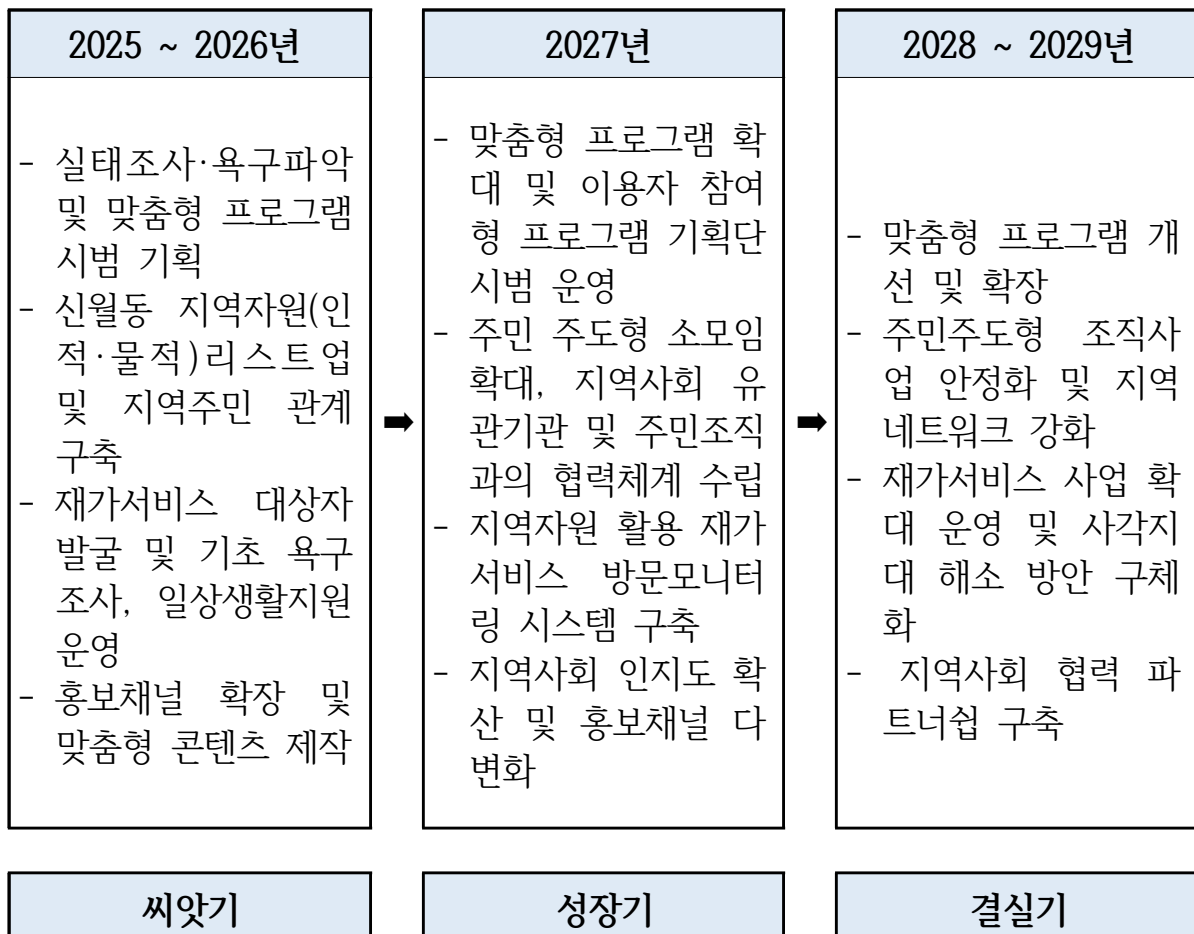 2025 ~ 2026년
- 실태조사·욕구파악
및 맞춤형 프로그램
시범 기획
- 신월동 지역자원(인
적·물적)리스트업
및 지역주민 관계
구축
- 재가서비스 대상자
발굴 및 기초 욕구
조사, 일상생활지원
운영
- 홍보채널 확장 및
맞춤형 콘텐츠 제작
➡
2027년
- 맞춤형 프로그램 확
대 및 이용자 참여
형 프로그램 기획단
시범 운영
- 주민 주도형 소모임
확대, 지역사회 유
관기관 및 주민조직
과의 협력체계 수립
- 지역자원 활용 재가
서비스 방문모니터
링 시스템 구축
- 지역사회 인지도 확
산 및 홍보채널 다
변화
➡
2028 ~ 2029년
- 맞춤형 프로그램 개
선 및 확장
- 주민주도형 조직사
업 안정화 및 지역
네트워크 강화
- 재가서비스 사업 확
대 운영 및 사각지
대 해소 방안 구체
화
- 지역사회 협력 파
트너쉽 구축
씨앗기
성장기
결실기